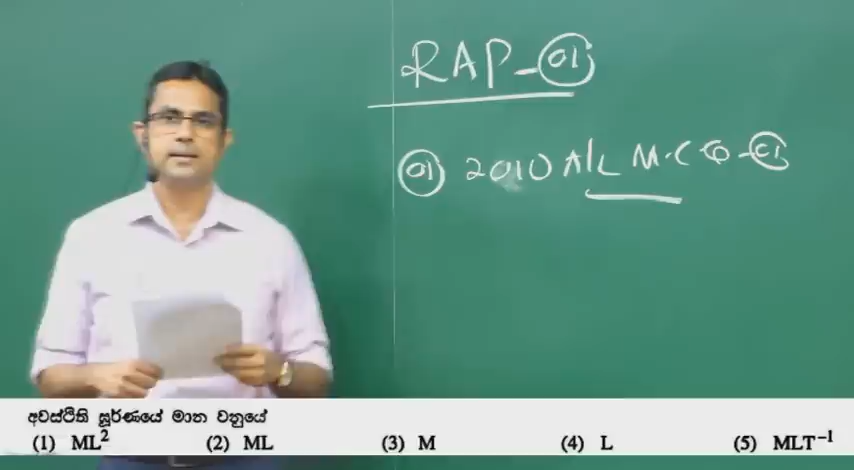 RAP-01
01 2010 A/L M.C.Q-01
අවස්ථිති ඝූර්ණයේ මාන වනුයේ
(1) ML² (2) ML (3) M (4) L (5) MLT⁻¹